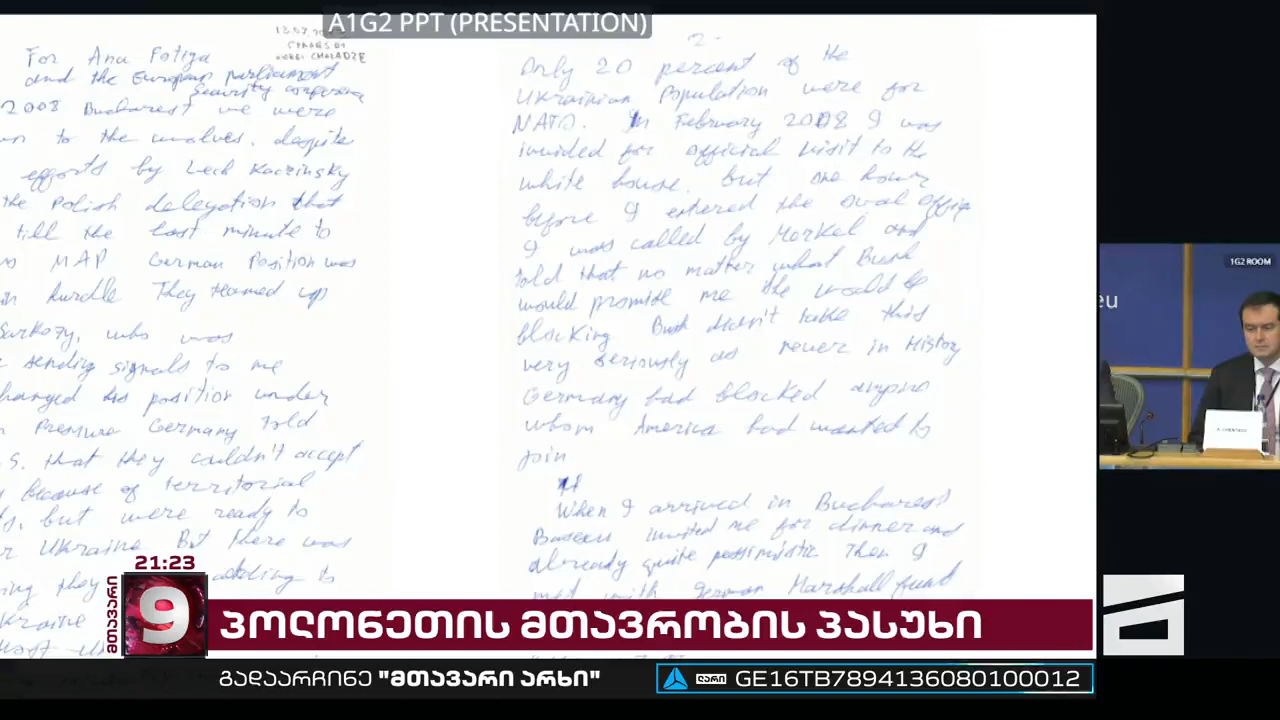 A1G2 PPT (PRESENTATION)
For Ana Fotiga
and the European parliament
Security
2008 Bucharest we were
to the wolves. despite
efforts by Lech Kaczinsky
the Polish delegation that
till the last minute to
MAP German Position was
hurdle They teamed up
Sarkozy, who was
sending signals to me
changed his position under
Pressure Germany told
that they couldn't accept
because of territorial
but were ready to
Ukraine But there was
they
kraine
2-
Only 20 percent of the
Ukrainian Population were for
NATO. In February 2008 I was
invided for official visit to the
white house. but one hour
before I entered the oval office
I was called by Merkel and
told that no matter what Bush
would promise me the would be
blocking Bush didn't take this
very seriously as never in History
Germany had blocked anyone
whom America had wanted to
join
When I arrived in Bucharest
Basescu invited me for dinner and
already quite pessimistic Then I
met with German Marshall fund
1G2 ROOM
eu
21:23
მთავარი
9
პოლონეთის მთავრობის პასუხი
გადაარჩინე "მთავარი არხი"
ლარი GE16TB7894136080100012